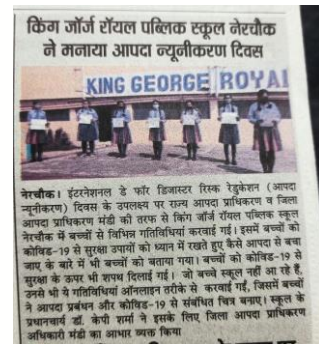 किंग जॉर्ज रॉयल पब्लिक स्कूल नेरचौक
ने मनाया आपदा न्यूनीकरण दिवस
KING GEORGE ROYAL
नेरचौक। इंटरनेशनल डे फॉर डिजास्टर रिस्क रेडुकेशन (आपदा
न्यूनीकरण) दिवस के उपलक्ष्य पर राज्य आपदा प्राधिकरण व जिला
आपदा प्राधिकरण मंडी की तरफ से किंग जॉर्ज रॉयल पब्लिक स्कूल
नेरचौक में बच्चों से विभिन्न गतिविधियां करवाई गई। इसमें बच्चों को
कोविड-19 से सुरक्षा उपायों को ध्यान में रखते हुए कैसे आपदा से बचा
जाए के बारे में भी बच्चों को बताया गया। बच्चों को कोविड-19 से
सुरक्षा के ऊपर भी शपथ दिलाई गई। जो बच्चे स्कूल नहीं आ रहे हैं,
उनसे भी ये गतिविधियां ऑनलाइन तरीके से करवाई गई, जिसमें बच्चों
ने आपदा प्रबंधन और कोविड-19 से संबंधित चित्र बनाए। स्कूल के
प्रधानचार्य डॉ. केपी शर्मा ने इसके लिए जिला आपदा प्राधिकरण
अधिकारी मंडी का आभार व्यक्त किया